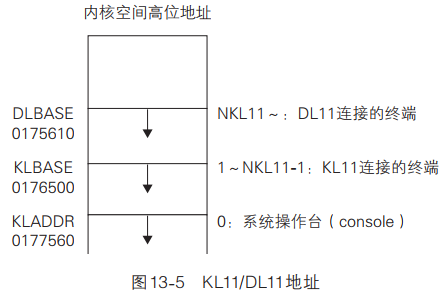 内核空间高位地址
DLBASE
0175610
NKL11～：DL11连接的终端
KLBASE
0176500
1～NKL11-1：KL11连接的终端
KLADDR
0177560
0：系统操作台（console）
图13-5 KL11/DL11地址